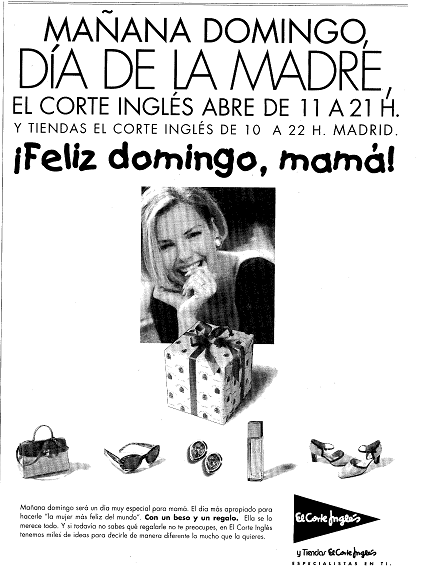 MAÑANA DOMINGO,
DÍA DE LA MADRE,
EL CORTE INGLÉS ABRE DE 11 A 21 H.
Y TIENDAS EL CORTE INGLÉS DE 10 A 22 H. MADRID.
¡Feliz domingo, mamá!
Mañana domingo será un día muy especial para mamá. El día más apropiado para
hacerle "la mujer más feliz del mundo". Con un beso y un regalo. Ella se lo
merece todo. Y si todavía no sabes qué regalarle no te preocupes, en El Corte Inglés
tenemos miles de ideas para decirle de manera diferente lo mucho que la quieres.
El Corte Inglés
y Tiendas El Corte Inglés
ESPECIALISTAS EN TI.